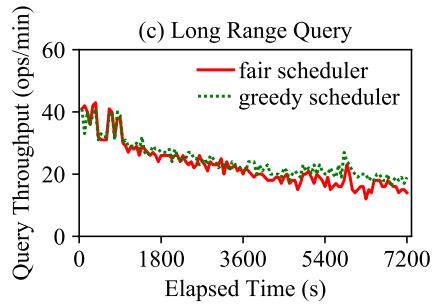 (c) Long Range Query
Query Throughput (ops/min)
60
40
20
0
fair scheduler
greedy scheduler
0 1800 3600 5400 7200
Elapsed Time (s)